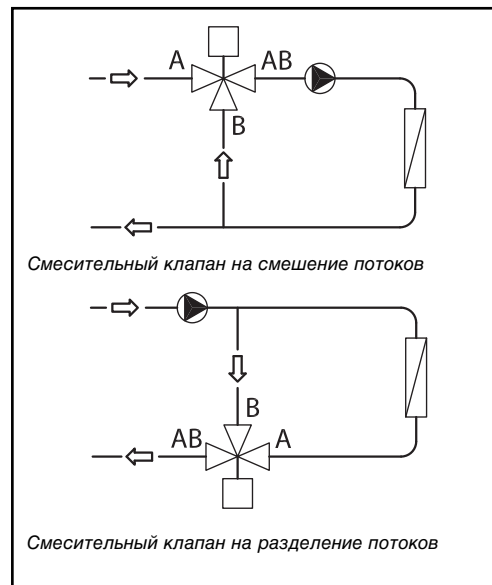 A AB
B
Смесительный клапан на смешение потоков
B
AB A
Смесительный клапан на разделение потоков